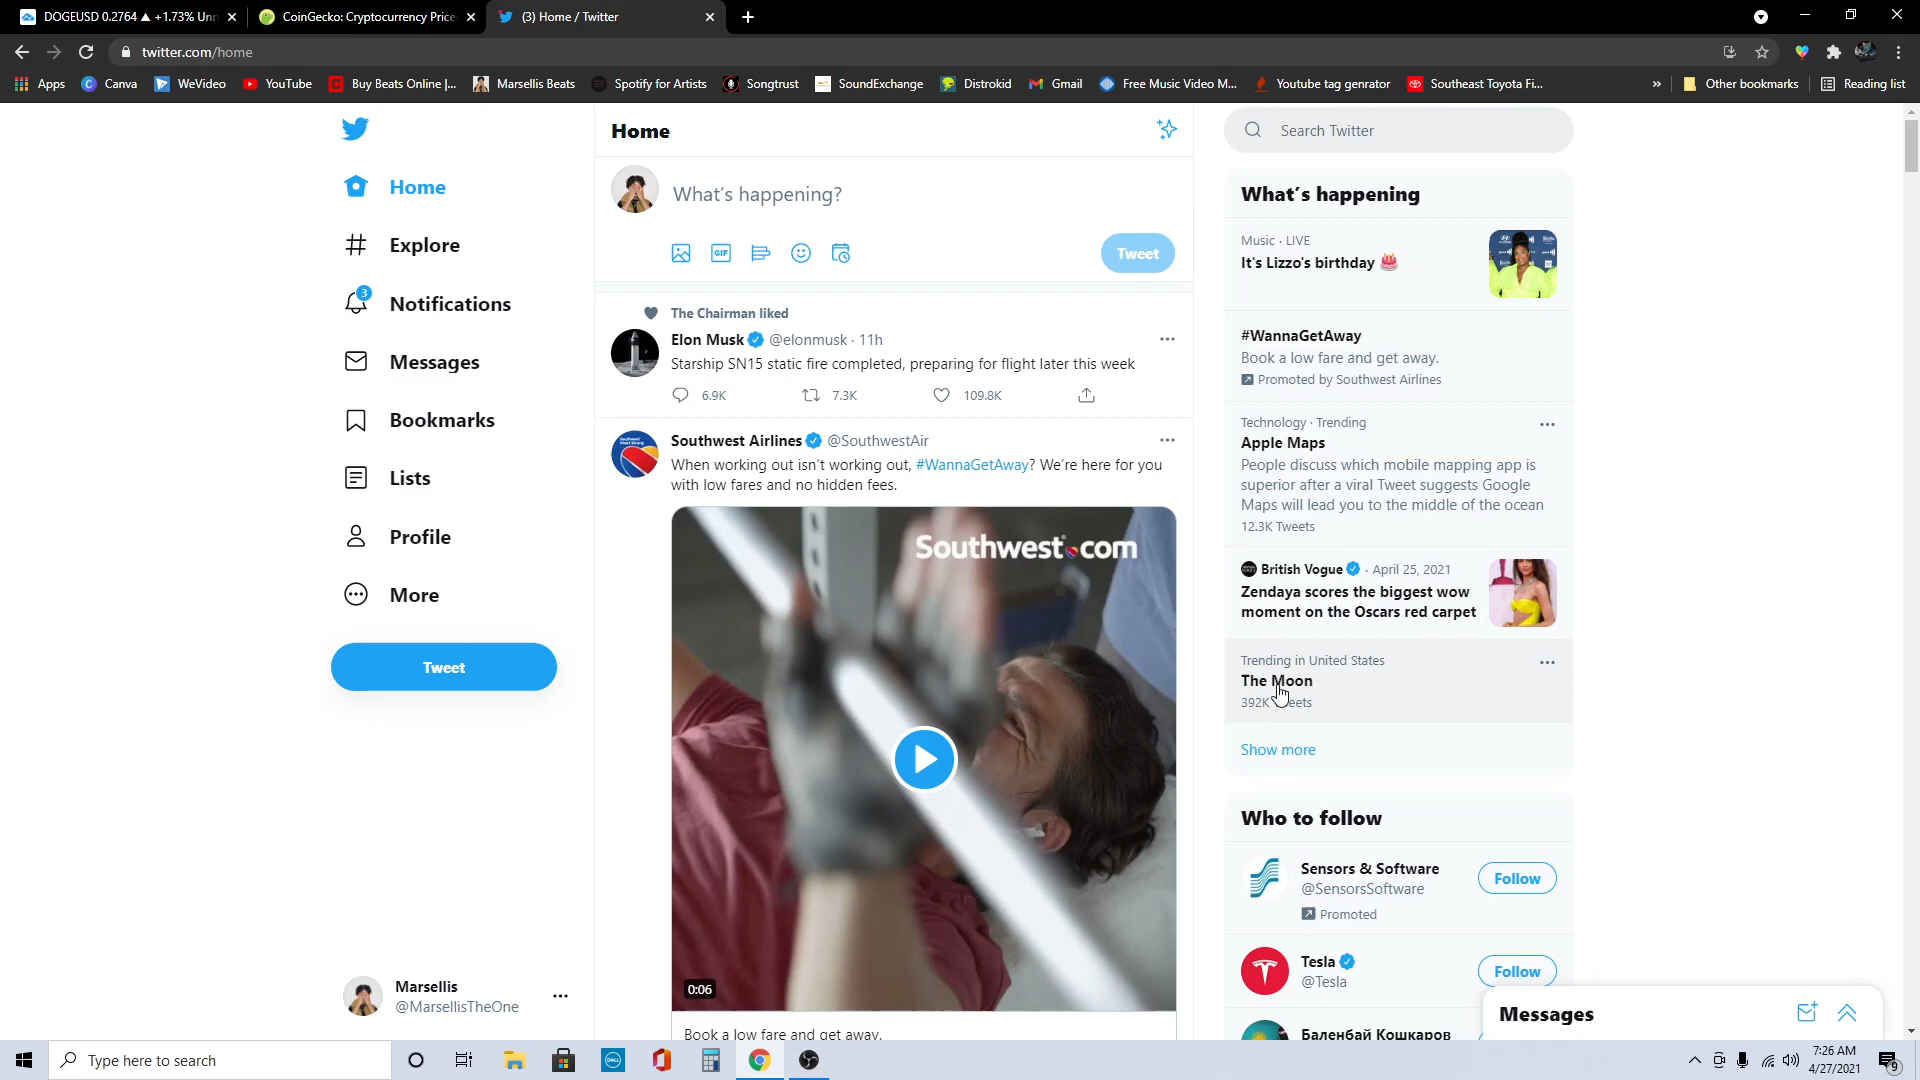 DOGEUSD 0.2764 ▲ +1.73% Unn
CoinGecko: Cryptocurrency Price
(3) Home / Twitter
twitter.com/home
Apps
Canva
WeVideo
YouTube
Buy Beats Online |...
Marsellis Beats
Spotify for Artists
Songtrust
SoundExchange
Distrokid
Gmail
Free Music Video M...
Youtube tag genrator
Southeast Toyota Fi...
»
Other bookmarks
Reading list
Home
Explore
3
Notifications
Messages
Bookmarks
Lists
Profile
More
Tweet
Marsellis
@MarsellisTheOne
Home
What's happening?
GIF
Tweet
The Chairman liked
Elon Musk @elonmusk · 11h
Starship SN15 static fire completed, preparing for flight later this week
6.9K 7.3K 109.8K
Southwest Airlines @SouthwestAir
When working out isn't working out, #WannaGetAway? We're here for you
with low fares and no hidden fees.
Southwest.com
0:06
Book a low fare and get away.
Search Twitter
What's happening
Music · LIVE
It's Lizzo's birthday 🎂
#WannaGetAway
Book a low fare and get away.
Promoted by Southwest Airlines
Technology · Trending
Apple Maps
People discuss which mobile mapping app is
superior after a viral Tweet suggests Google
Maps will lead you to the middle of the ocean
12.3K Tweets
British Vogue · April 25, 2021
Zendaya scores the biggest wow
moment on the Oscars red carpet
Trending in United States
The Moon
392K Tweets
Show more
Who to follow
Sensors & Software
@SensorsSoftware
Follow
Promoted
Tesla
@Tesla
Follow
Баленбай Кошкаров
Messages
Type here to search
DELL
7:26 AM
4/27/2021
9